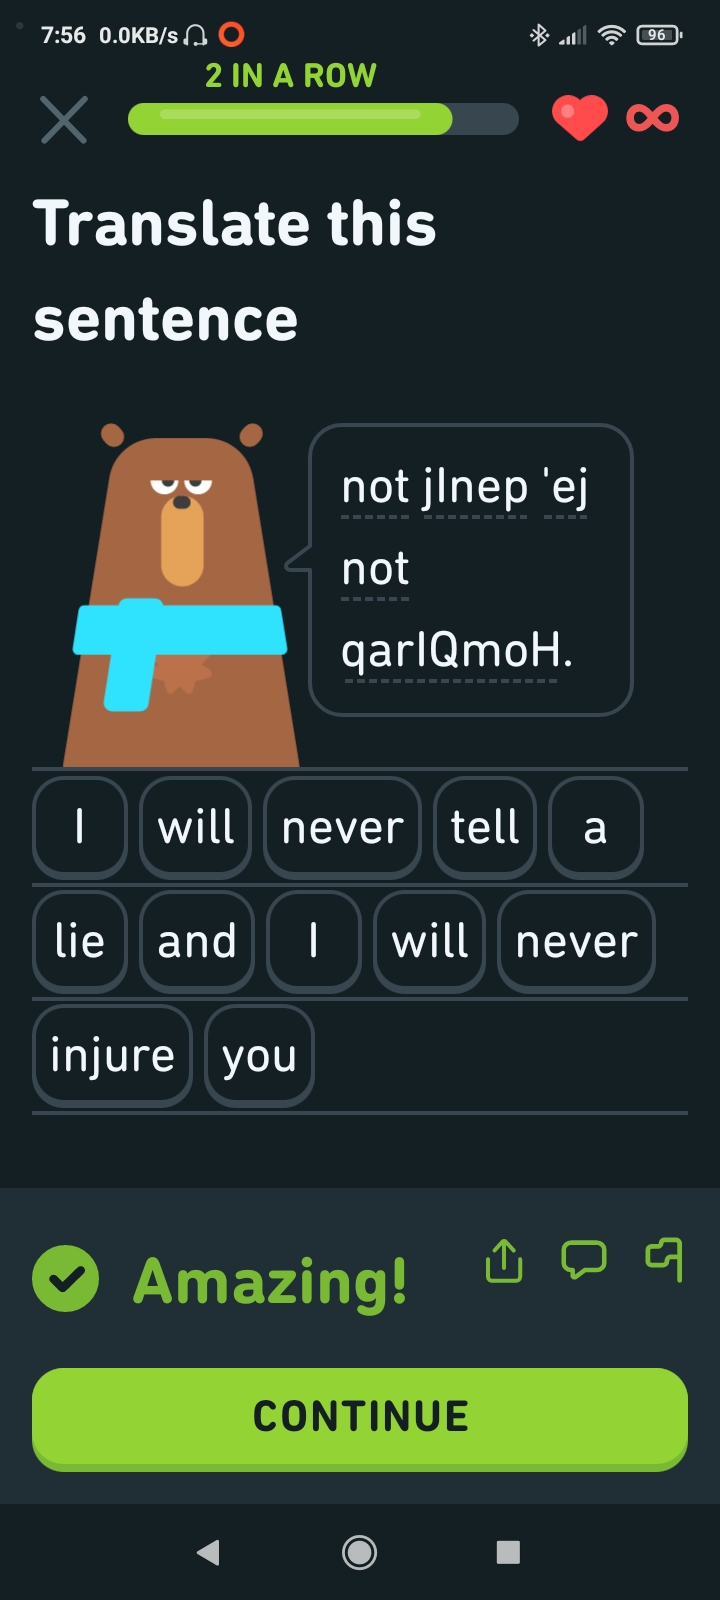 7:56 0.0KB/s 96
2 IN A ROW
Translate this
sentence
not jInep 'ej
not
qarIQmoH.
I will never tell a
lie and I will never
injure you
Amazing!
CONTINUE